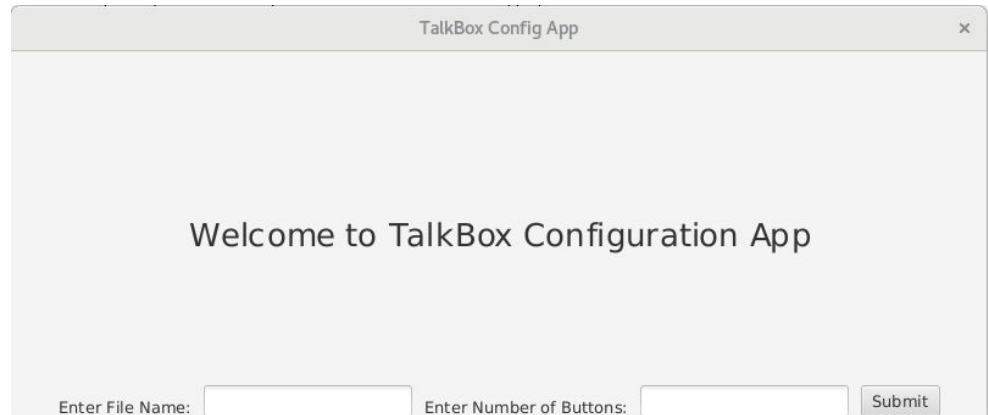 TalkBox Config App ×
Welcome to TalkBox Configuration App
Enter File Name: Enter Number of Buttons: Submit